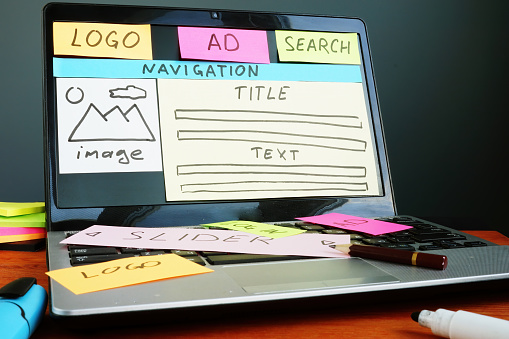 LOGO
AD
SEARCH
NAVIGATION
TITLE
image
TEXT
SLIDER
LOGO